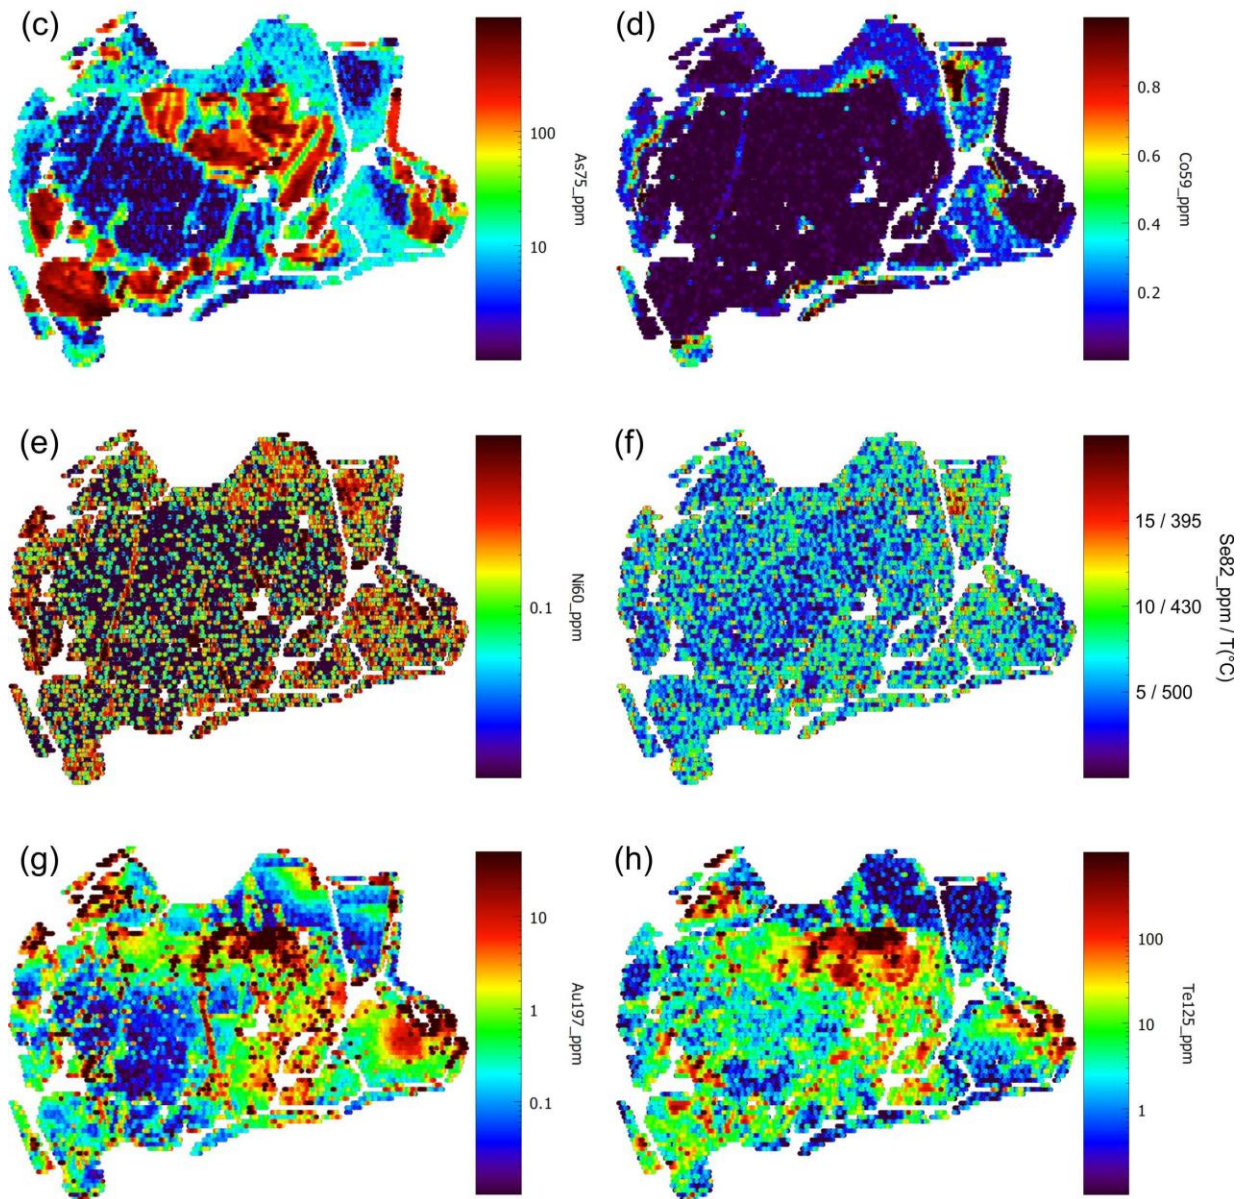 (c)
100
10
As75_ppm
(d)
0.8
0.6
0.4
0.2
Co59_ppm
(e)
0.1
Ni60_ppm
(f)
15 / 395
10 / 430
5 / 500
Se82_ppm / T(°C)
(g)
10
1
0.1
Au197_ppm
(h)
100
10
1
Te125_ppm